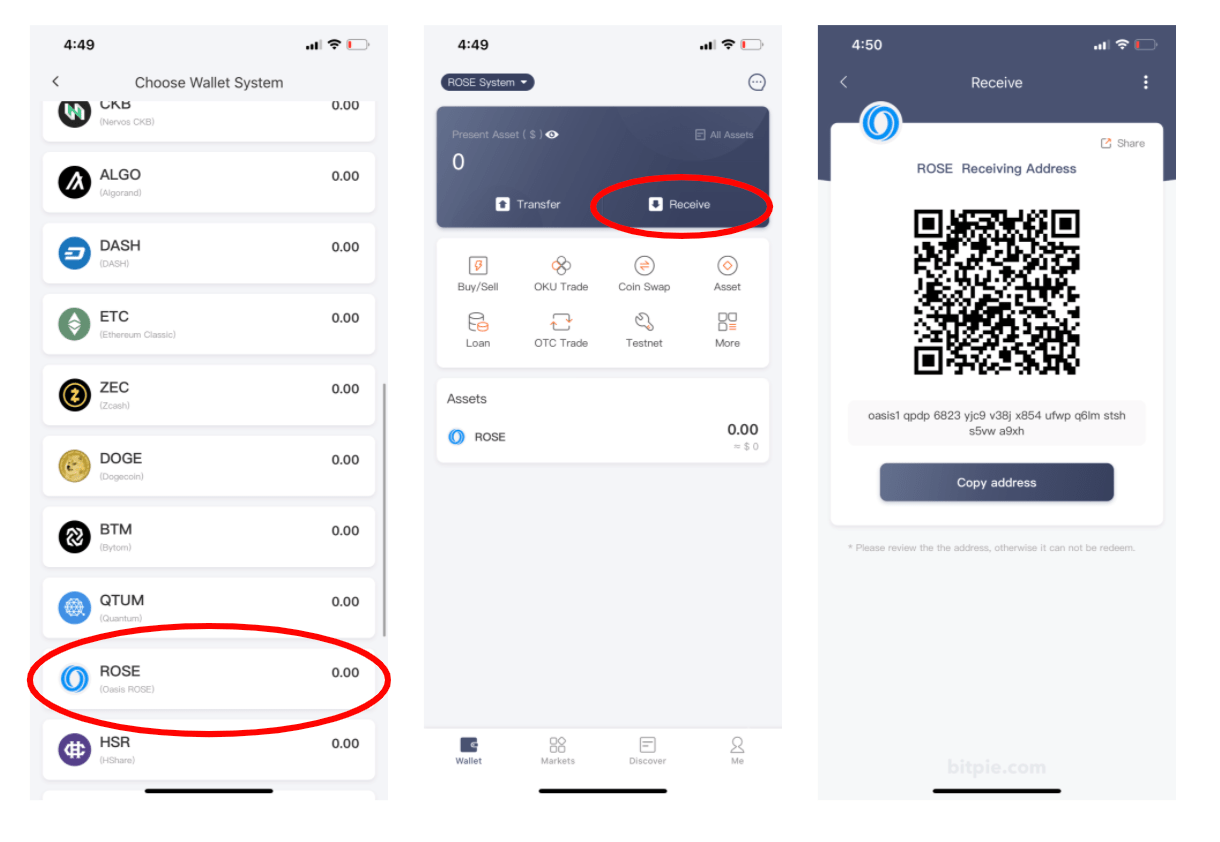 4:49
Choose Wallet System
CKB
0.00
(Nervos CKB)
ALGO
0.00
(Algorand)
DASH
0.00
(DASH)
ETC
0.00
(Ethereum Classic)
ZEC
0.00
(Zcash)
DOGE
0.00
(Dogecoin)
BTM
0.00
(Bytom)
QTUM
0.00
(Quantum)
ROSE
0.00
(Oasis ROSE)
HSR
0.00
(HShare)
4:49
ROSE System
Present Asset ( $ )
All Assets
0
Transfer
Receive
Buy/Sell
OKU Trade
Coin Swap
Asset
Loan
OTC Trade
Testnet
More
Assets
ROSE
0.00
≈ $ 0
Wallet
Markets
Discover
Me
4:50
Receive
Share
ROSE Receiving Address
oasis1 qpdp 6823 yjc9 v38j x854 ufwp q6lm stsh
s5vw a9xh
Copy address
* Please review the the address, otherwise it can not be redeem.
bitpie.com